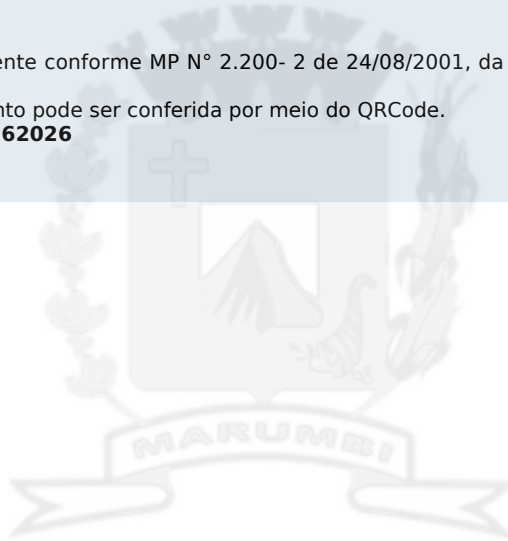 ente conforme MP N° 2.200- 2 de 24/08/2001, da
nto pode ser conferida por meio do QRCode.
62026
MARUMBI